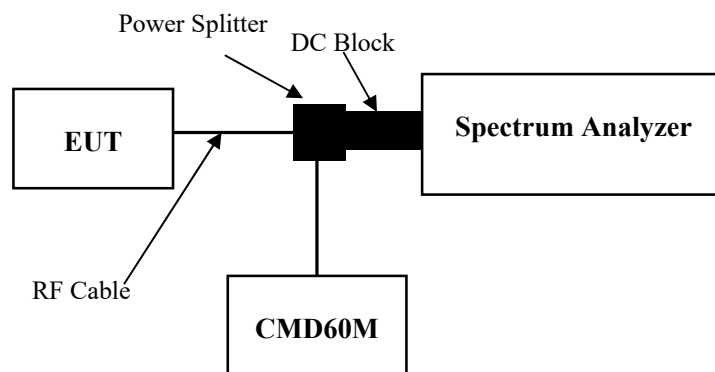 Power Splitter
DC Block
EUT
Spectrum Analyzer
RF Cable
CMD60M